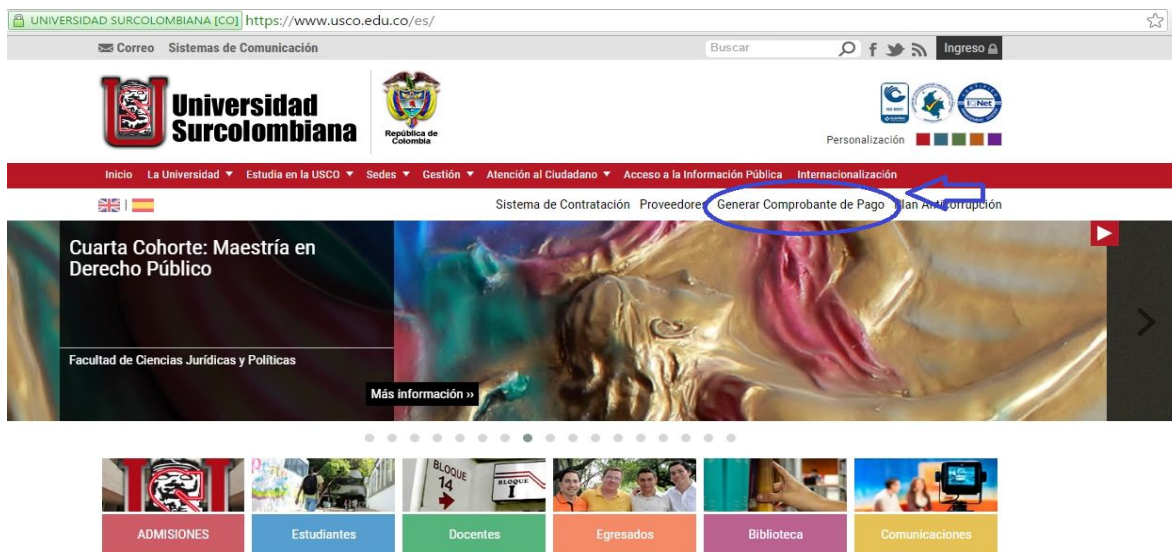 UNIVERSIDAD SURCOLOMBIANA [CO] https://www.usco.edu.co/es/
Correo Sistemas de Comunicación Buscar Ingreso
Universidad
Surcolombiana
República de
Colombia
IQNet
Personalización
Inicio La Universidad Estudia en la USCO Sedes Gestión Atención al Ciudadano Acceso a la Información Pública Internacionalización
Sistema de Contratación Proveedores Generar Comprobante de Pago Plan Anticorrupción
Cuarta Cohorte: Maestría en
Derecho Público
Facultad de Ciencias Jurídicas y Políticas
Más información »
BLOQUE
14
BLOQUE
I
ADMISIONES Estudiantes Docentes Egresados Biblioteca Comunicaciones